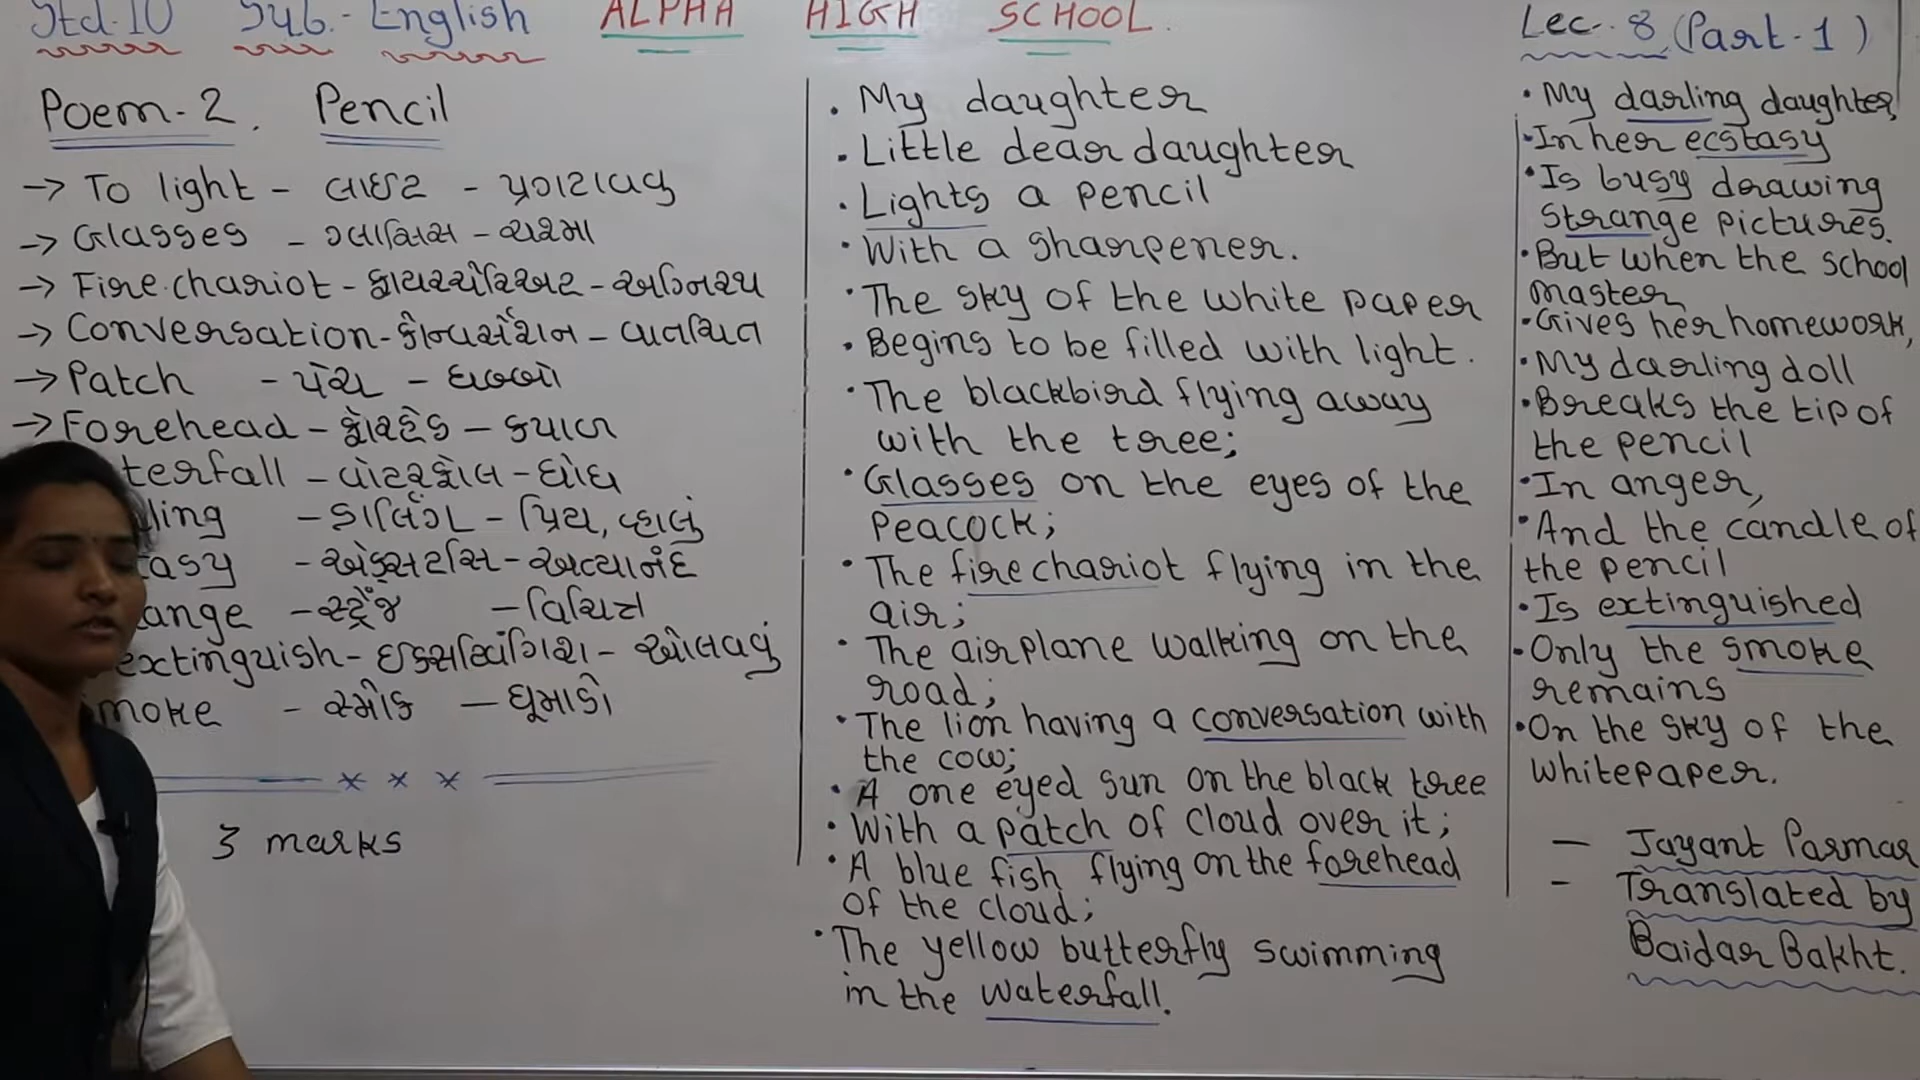 Std.10 Sub.- English ALPHA HIGH SCHOOL. Lec. 8 (Part-1)
Poem-2. Pencil
→ To light - લાઈટ - પ્રગટાવવું
→ Glasses - ગ્લાસિસ - ચશ્મા
→ Fire.chariot - ફાયરચેરિઅટ - અગ્નિરથ
→ Conversation - કોન્વર્સેશન - વાતચિત
→ Patch - પેચ - ધબ્બો
→ Forehead - ફોરહેડ - કપાળ
terfall - વોટરફોલ - ધોધ
ling - ડાર્લિંગ - પ્રિય, વ્હાલું
tasy - એક્સટસિ - અત્યાનંદ
ange - સ્ટ્રેંજ - વિચિત્ર
extinguish - ઇક્સટિંગિશ - ઓલવવું
moke - સ્મોક - ધૂમાડો
* * *
3 marks
. My daughter
. Little dear daughter
. Lights a pencil
. With a sharpener.
. The sky of the white paper
. Begins to be filled with light.
. The blackbird flying away
with the tree;
. Glasses on the eyes of the
Peacock;
. The fire chariot flying in the
air;
. The airplane walking on the
road;
. The lion having a conversation with
the cow;
. A one eyed sun on the black tree
. With a patch of cloud over it;
. A blue fish flying on the forehead
of the cloud;
. The yellow butterfly swimming
in the waterfall.
. My darling daughter,
. In her ecstasy
. Is busy drawing
strange pictures.
. But when the school
master
. Gives her homework,
. My darling doll
. Breaks the tip of
the pencil
. In anger,
. And the candle of
the pencil
. Is extinguished
. Only the smoke
remains
. On the sky of the
whitepaper.
— Jayant Parmar
- Translated by
Baidar Bakht.